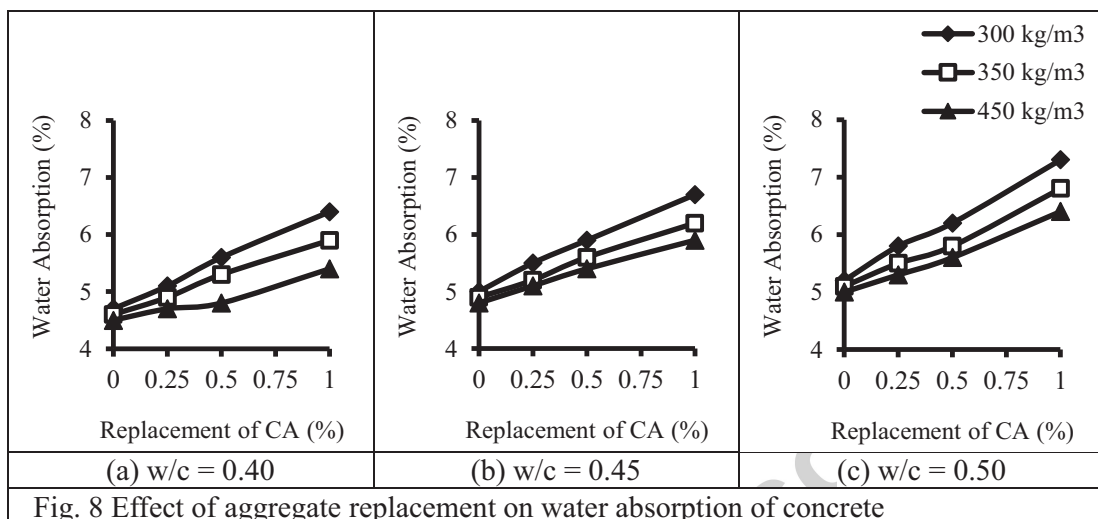 300 kg/m3
350 kg/m3
450 kg/m3
Water Absorption (%)
8
7
6
5
4
0 0.25 0.5 0.75 1
Replacement of CA (%)
(a) w/c = 0.40
Water Absorption (%)
8
7
6
5
4
0 0.25 0.5 0.75 1
Replacement of CA (%)
(b) w/c = 0.45
Water Absorption (%)
8
7
6
5
4
0 0.25 0.5 0.75 1
Replacement of CA (%)
(c) w/c = 0.50
Fig. 8 Effect of aggregate replacement on water absorption of concrete